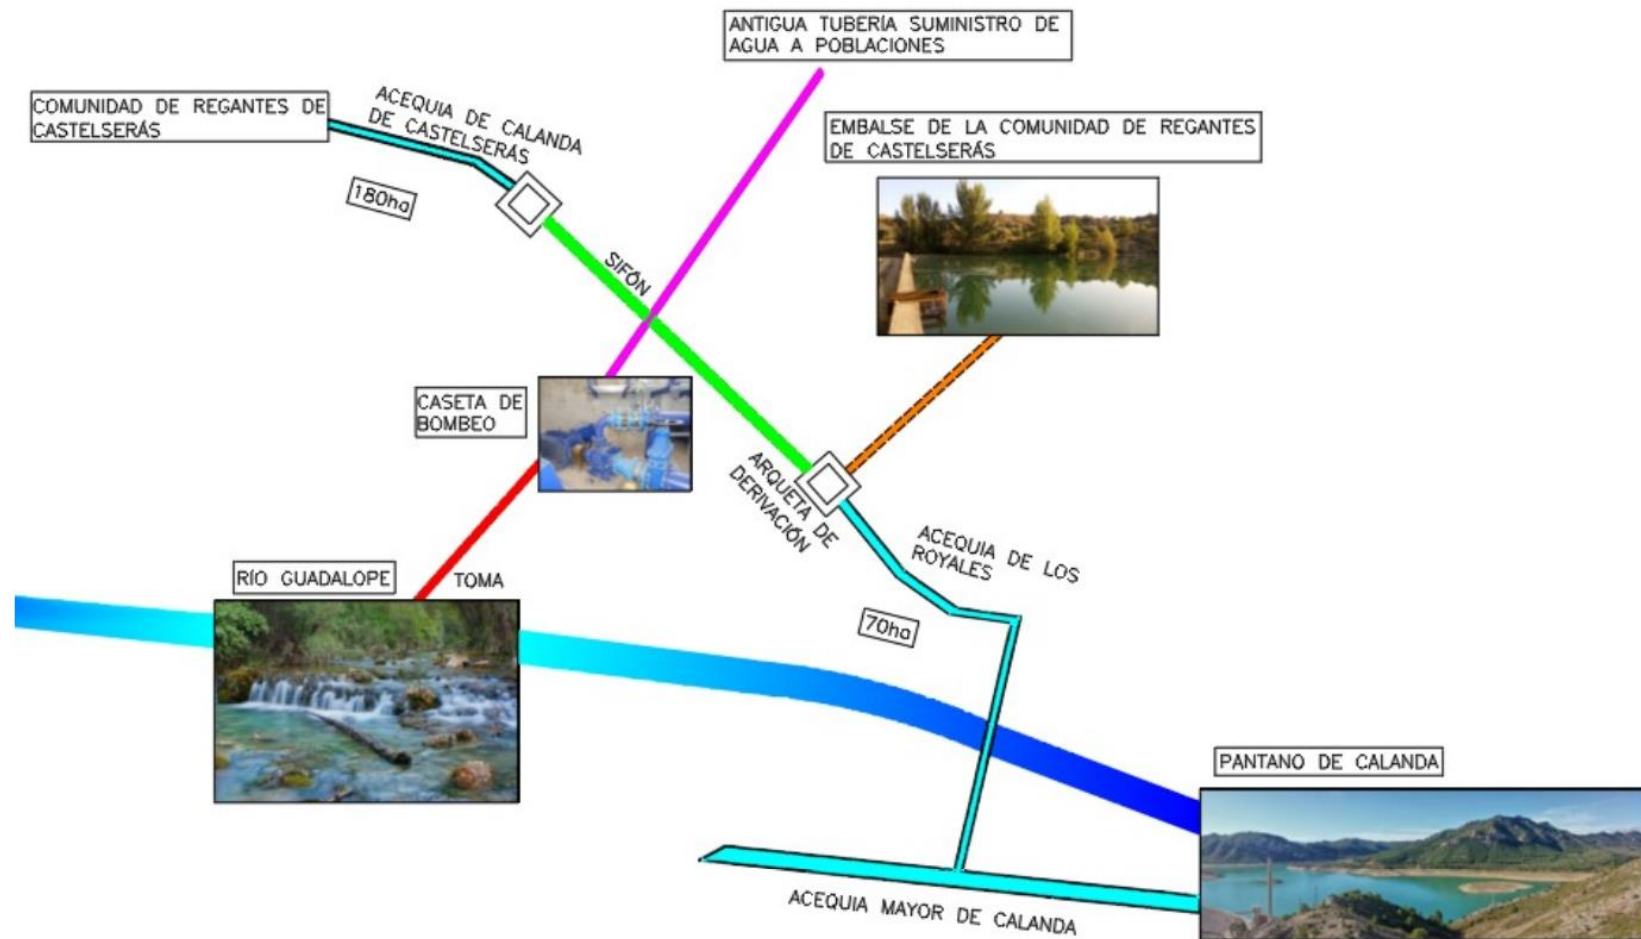 ANTIGUA TUBERÍA SUMINISTRO DE
AGUA A POBLACIONES
COMUNIDAD DE REGANTES DE
CASTELSERÁS
ACEQUIA DE CALANDA
DE CASTELSERÁS
EMBALSE DE LA COMUNIDAD DE REGANTES
DE CASTELSERÁS
180ha
SIFÓN
CASETA DE
BOMBEO
ARQUETA DE
DERIVACIÓN
ACEQUIA DE LOS
ROYALES
RÍO GUADALOPE
TOMA
70ha
PANTANO DE CALANDA
ACEQUIA MAYOR DE CALANDA